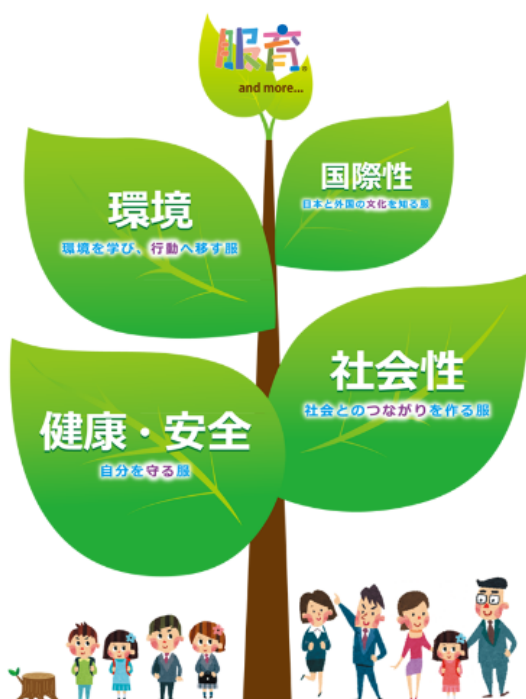 服育®
and more...
国際性
日本と外国の文化を知る服
環境
環境を学び、行動へ移す服
社会性
社会とのつながりを作る服
健康・安全
自分を守る服